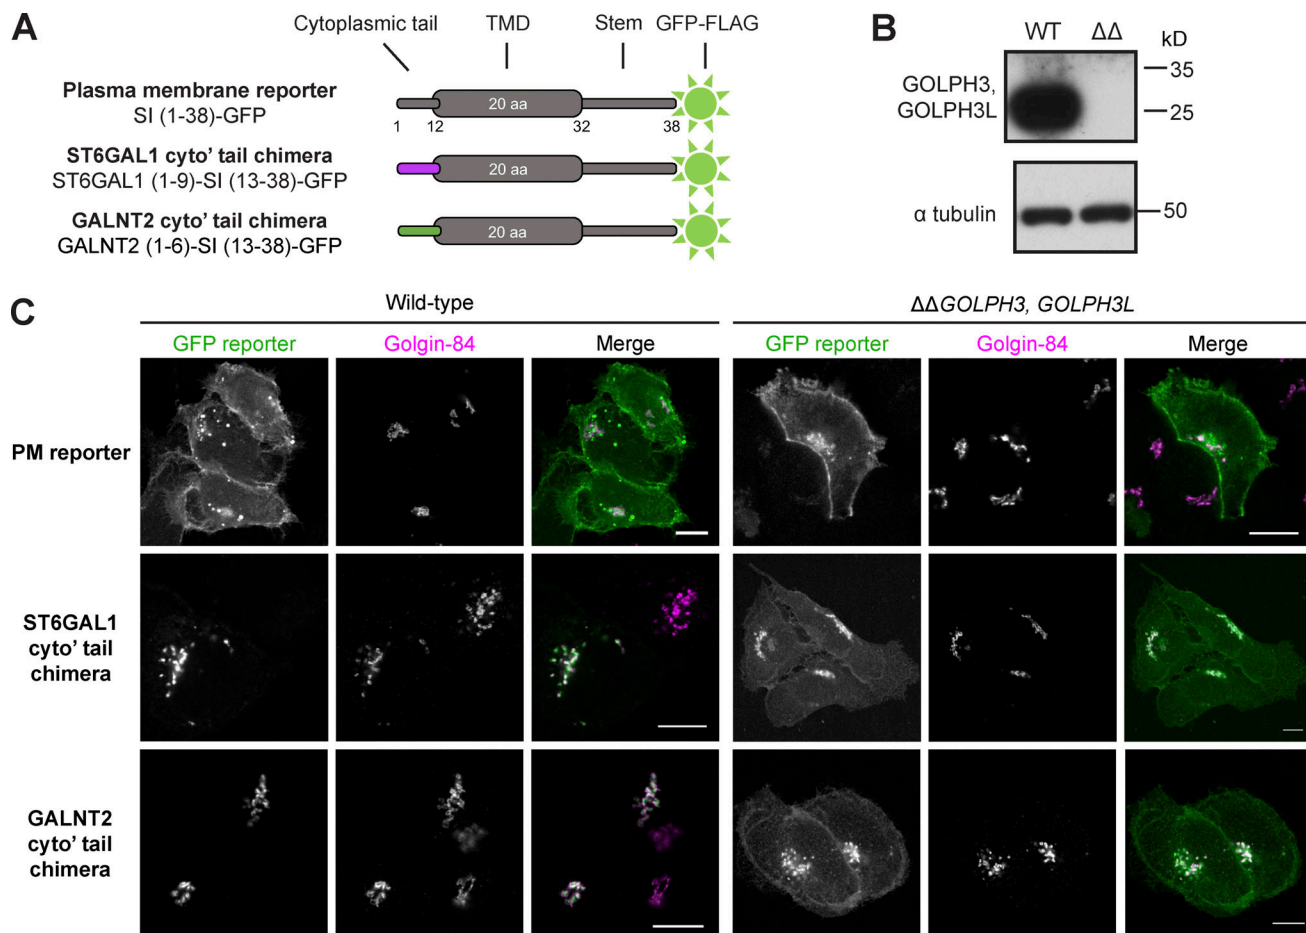 A
Cytoplasmic tail
TMD
Stem
GFP-FLAG
Plasma membrane reporter
SI (1-38)-GFP
20 aa
1
12
32
38
ST6GAL1 cyto' tail chimera
ST6GAL1 (1-9)-SI (13-38)-GFP
20 aa
GALNT2 cyto' tail chimera
GALNT2 (1-6)-SI (13-38)-GFP
20 aa
B
WT
ΔΔ
kD
GOLPH3,
GOLPH3L
35
25
α tubulin
50
C
Wild-type
ΔΔGOLPH3, GOLPH3L
GFP reporter
Golgin-84
Merge
GFP reporter
Golgin-84
Merge
PM reporter
ST6GAL1
cyto' tail
chimera
GALNT2
cyto' tail
chimera